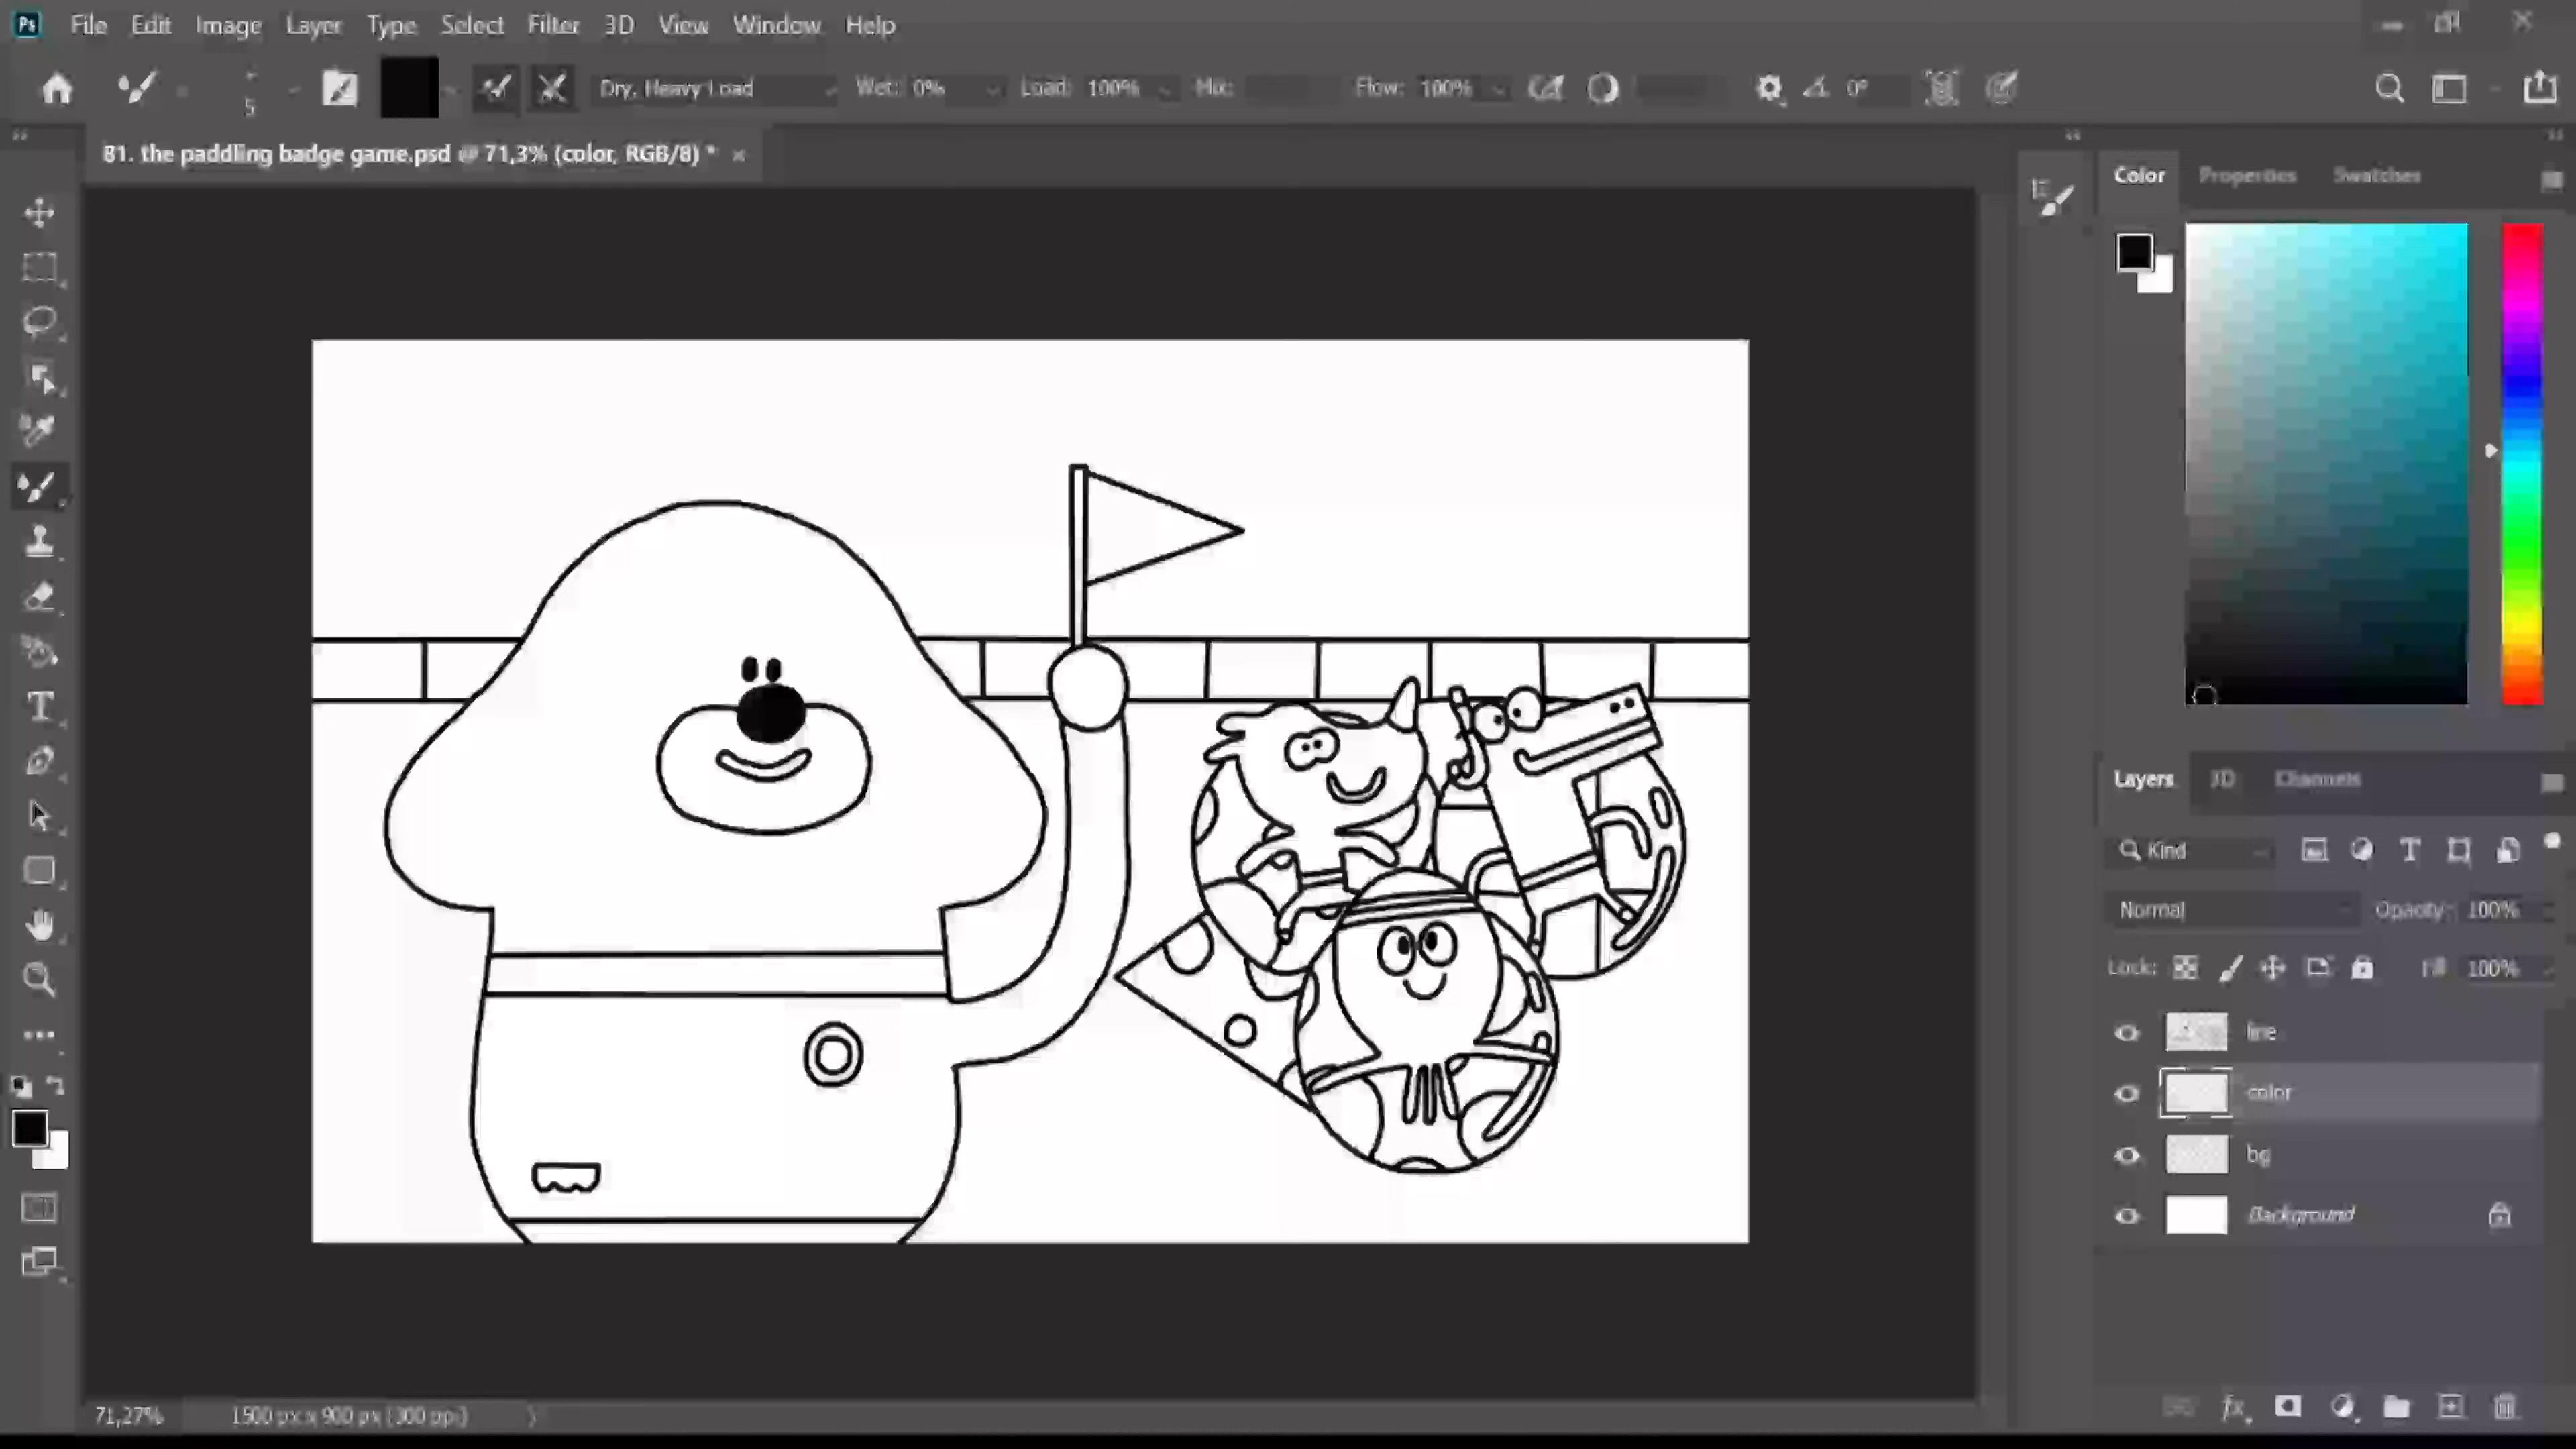 Ps File Edit Image Layer Type Select Filter 3D View Window Help
5 Dry, Heavy Load Wet: 0% Load: 100% Mix: Flow: 100% 0°
81. the paddling badge game.psd @ 71,3% (color, RGB/8) * ×
Color Properties Swatches
Layers 3D Channels
Kind
Normal Opacity: 100%
Lock: Fill 100%
line
color
bg
Background
71,27% 1500 px x 900 px (300 ppi)